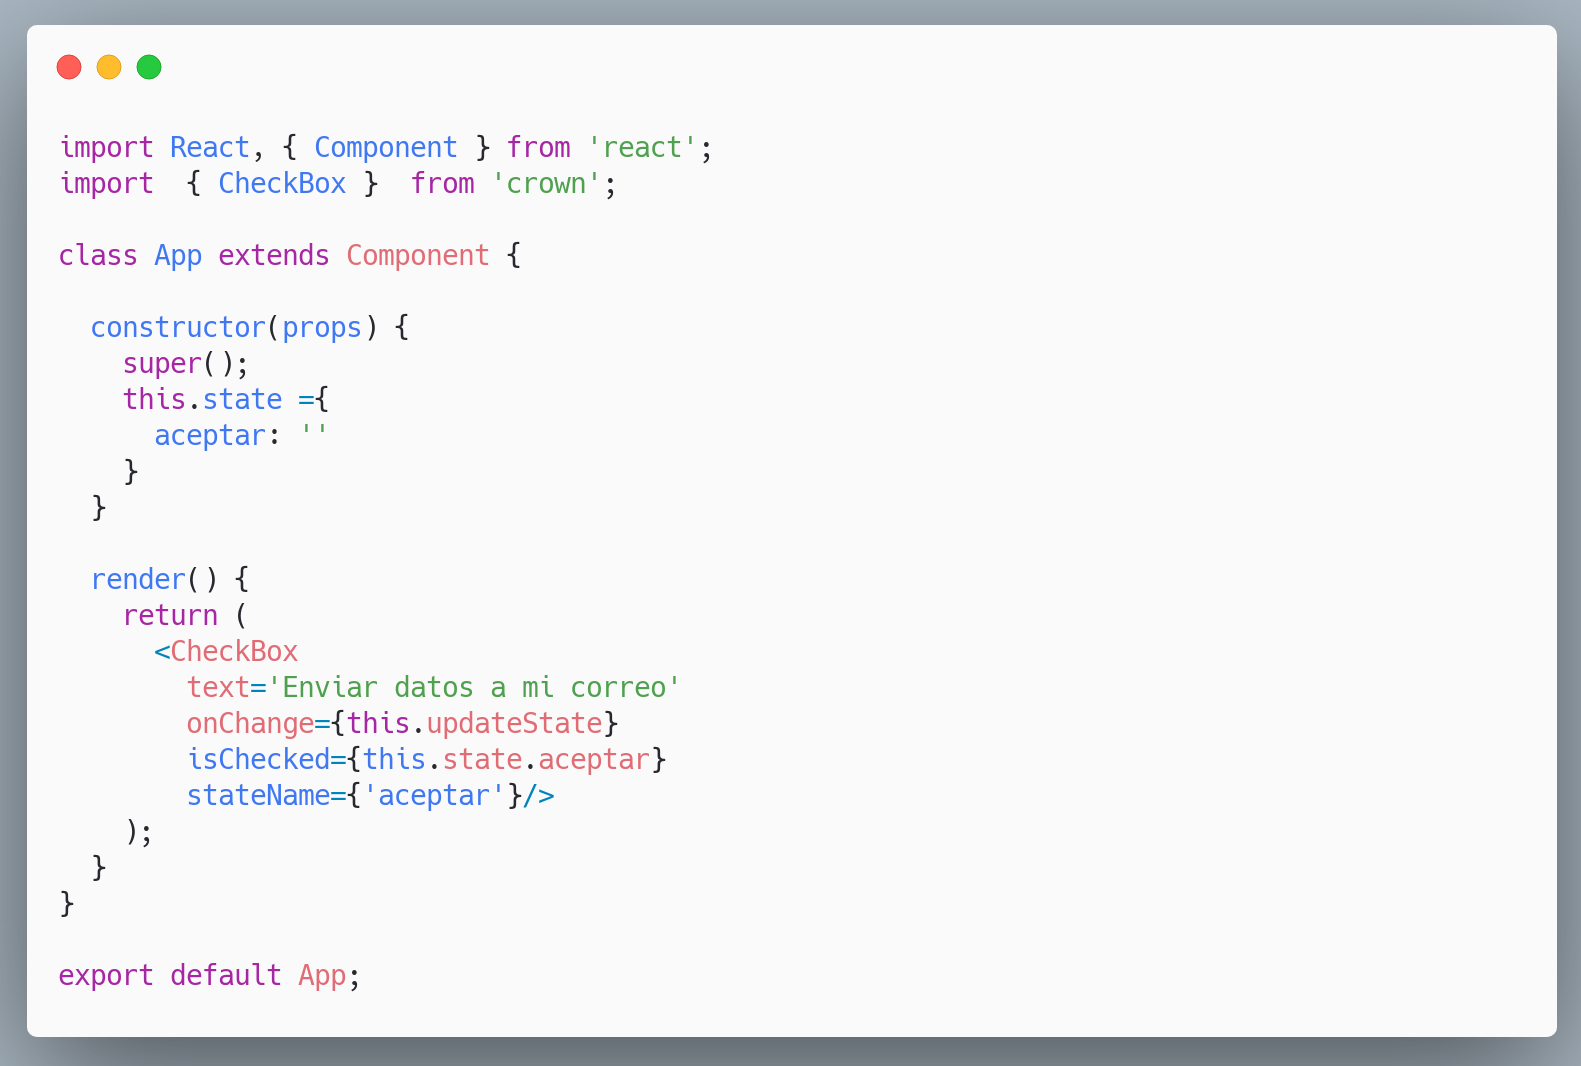 import React, { Component } from 'react';
import  { CheckBox }  from 'crown';

class App extends Component {

  constructor(props) {
    super();
    this.state ={
      aceptar: ''
    }
  }

  render() {
    return (
      <CheckBox
        text='Enviar datos a mi correo'
        onChange={this.updateState}
        isChecked={this.state.aceptar}
        stateName={'aceptar'}/>
    );
  }
}

export default App;